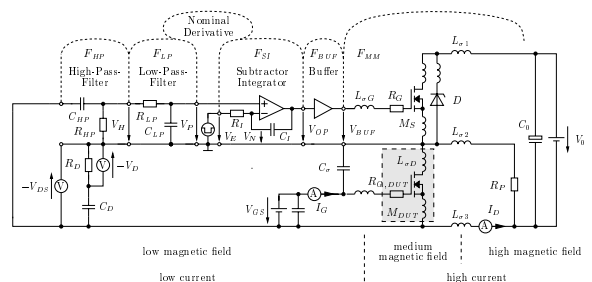 Nominal
Derivative
F_HP F_LP F_SI F_BUF F_MM
High-Pass-
Filter
Low-Pass-
Filter
Subtractor
Integrator
Buffer
L_σ1
C_HP
R_HP
V_H
R_LP
C_LP
V_P
R_I
V_E
V_N
C_I
V_OP
V_BUF
L_σG
R_G
M_S
D
C_0
V_0
L_σ2
R_D
V
−V_D
−V_DS
V
C_D
C_σ
V_GS
A
I_G
R_G,DUT
L_σD
M_DUT
R_P
L_σ3
A
I_D
low magnetic field
medium
magnetic field
high magnetic field
low current
high current